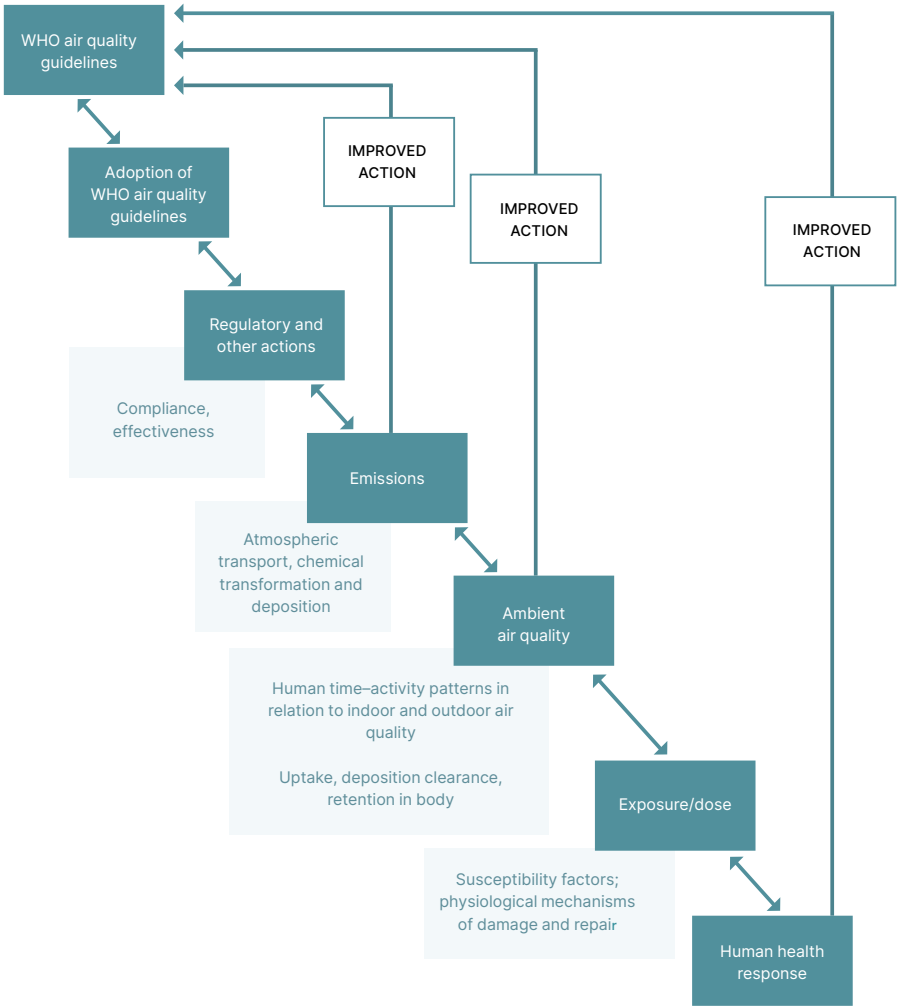 WHO air quality
guidelines
Adoption of
WHO air quality
guidelines
IMPROVED
ACTION
IMPROVED
ACTION
IMPROVED
ACTION
Regulatory and
other actions
Compliance,
effectiveness
Emissions
Atmospheric
transport, chemical
transformation and
deposition
Ambient
air quality
Human time–activity patterns in
relation to indoor and outdoor air
quality
Uptake, deposition clearance,
retention in body
Exposure/dose
Susceptibility factors;
physiological mechanisms
of damage and repair
Human health
response